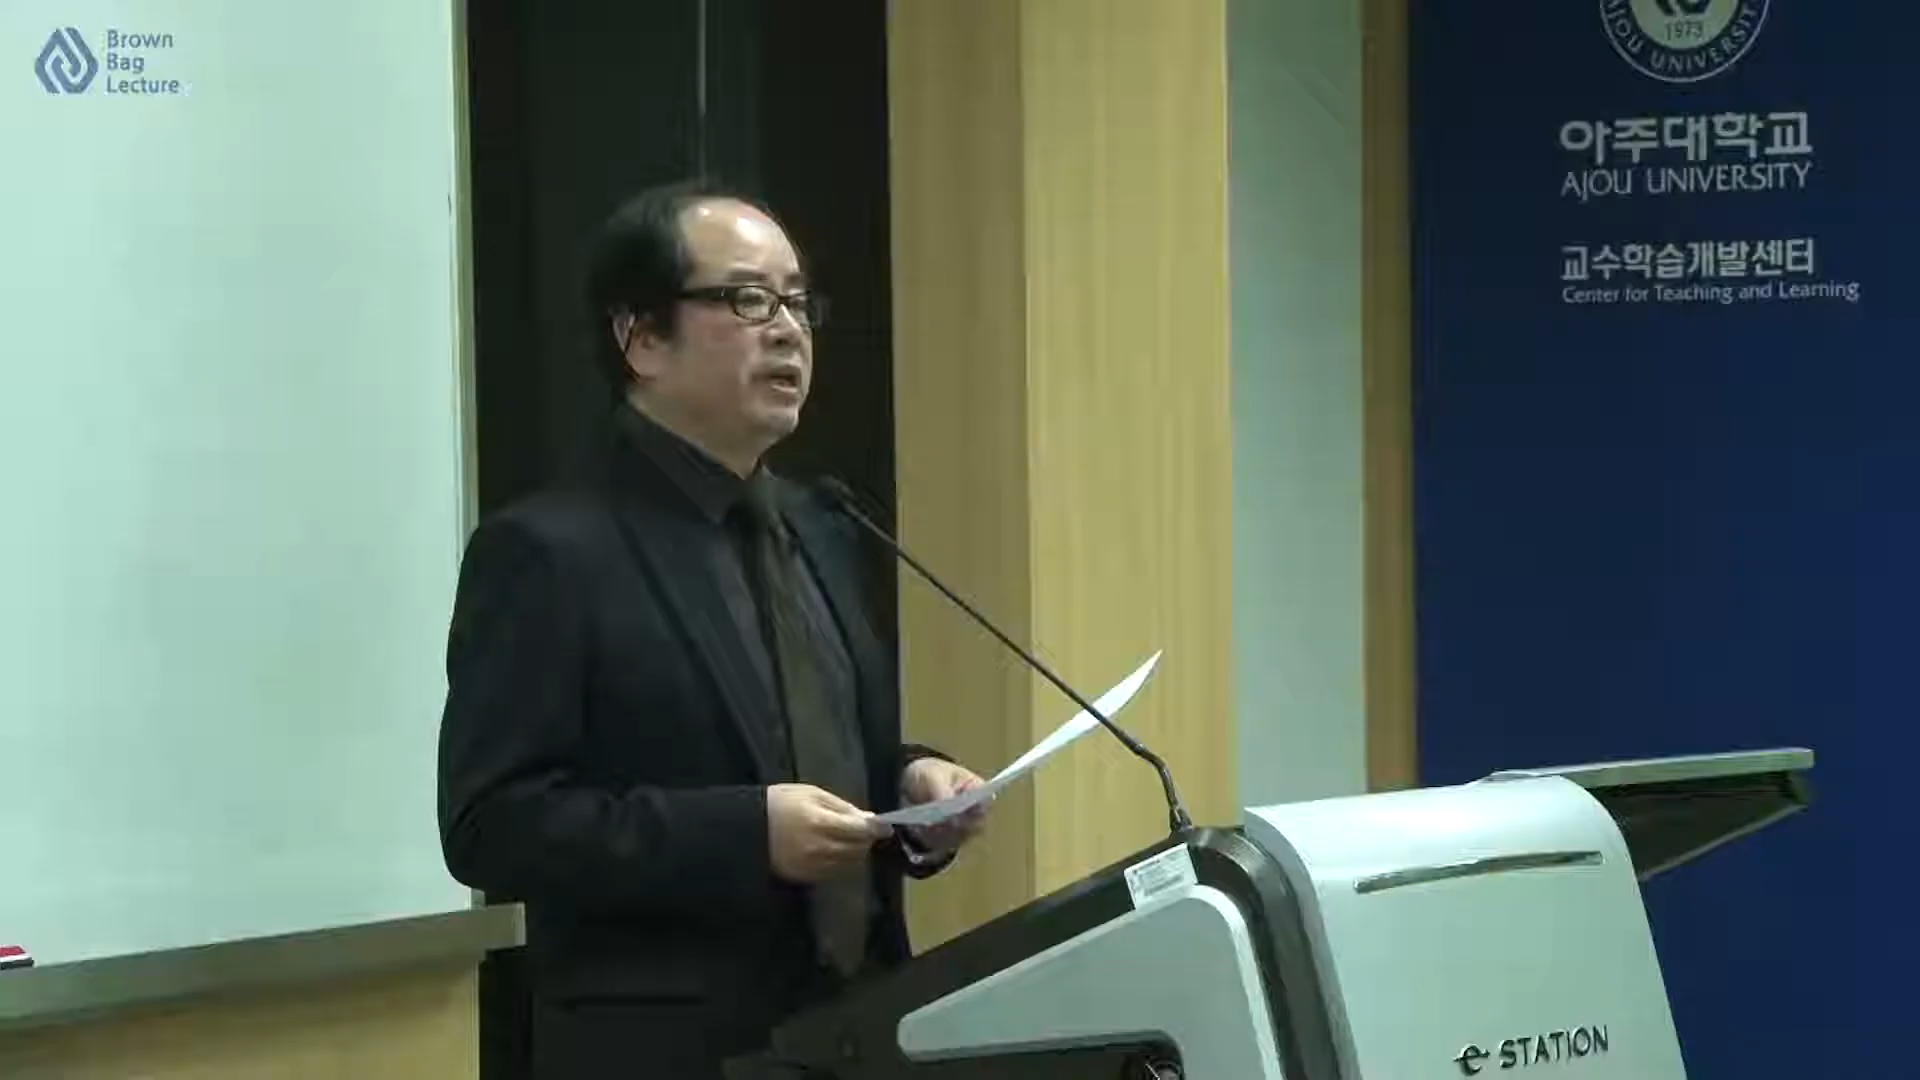 Brown
Bag
Lecture
1973
AJOU UNIVERSITY
아주대학교
AJOU UNIVERSITY
교수학습개발센터
Center for Teaching and Learning
e STATION